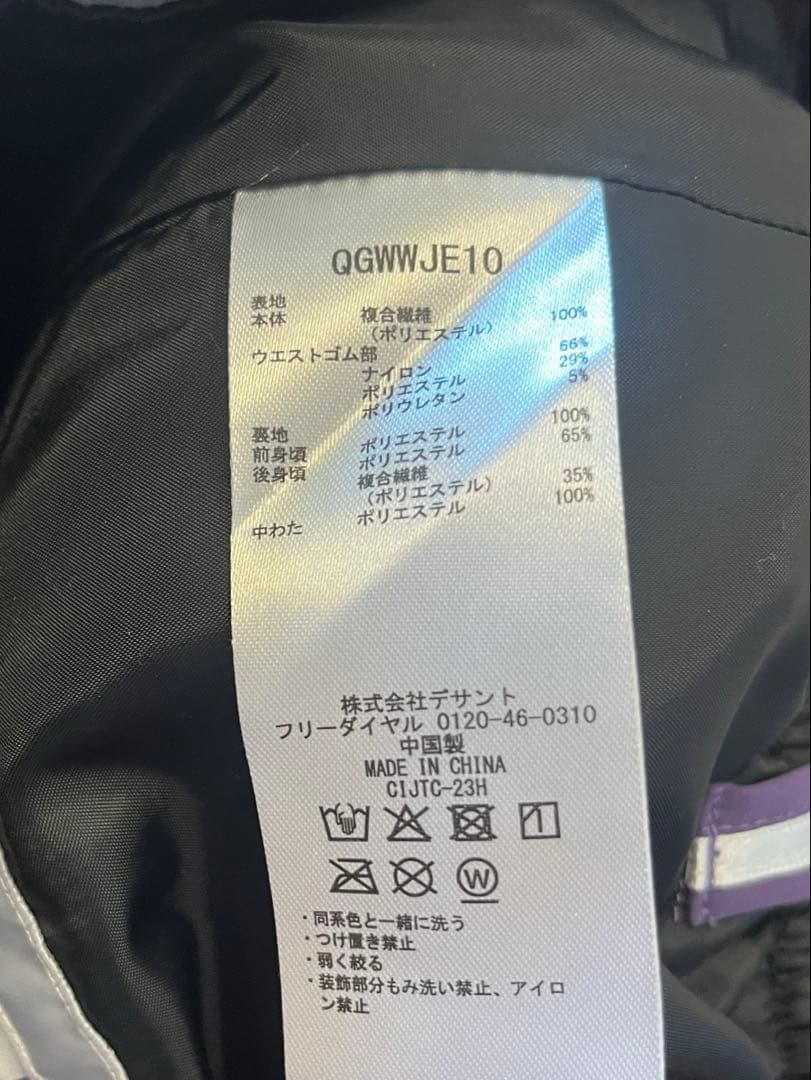 QGWWJE10
表地
本体 複合繊維 100%
(ポリエステル)
ウエストゴム部
ナイロン 66%
ポリエステル 29%
ポリウレタン 5%
裏地
前身頃 ポリエステル 100%
後身頃 ポリエステル 65%
複合繊維
(ポリエステル) 35%
中わた ポリエステル 100%
株式会社デサント
フリーダイヤル 0120-46-0310
中国製
MADE IN CHINA
CIJTC-23H
W
・同系色と一緒に洗う
・つけ置き禁止
・弱く絞る
・装飾部分もみ洗い禁止、アイロ
ン禁止